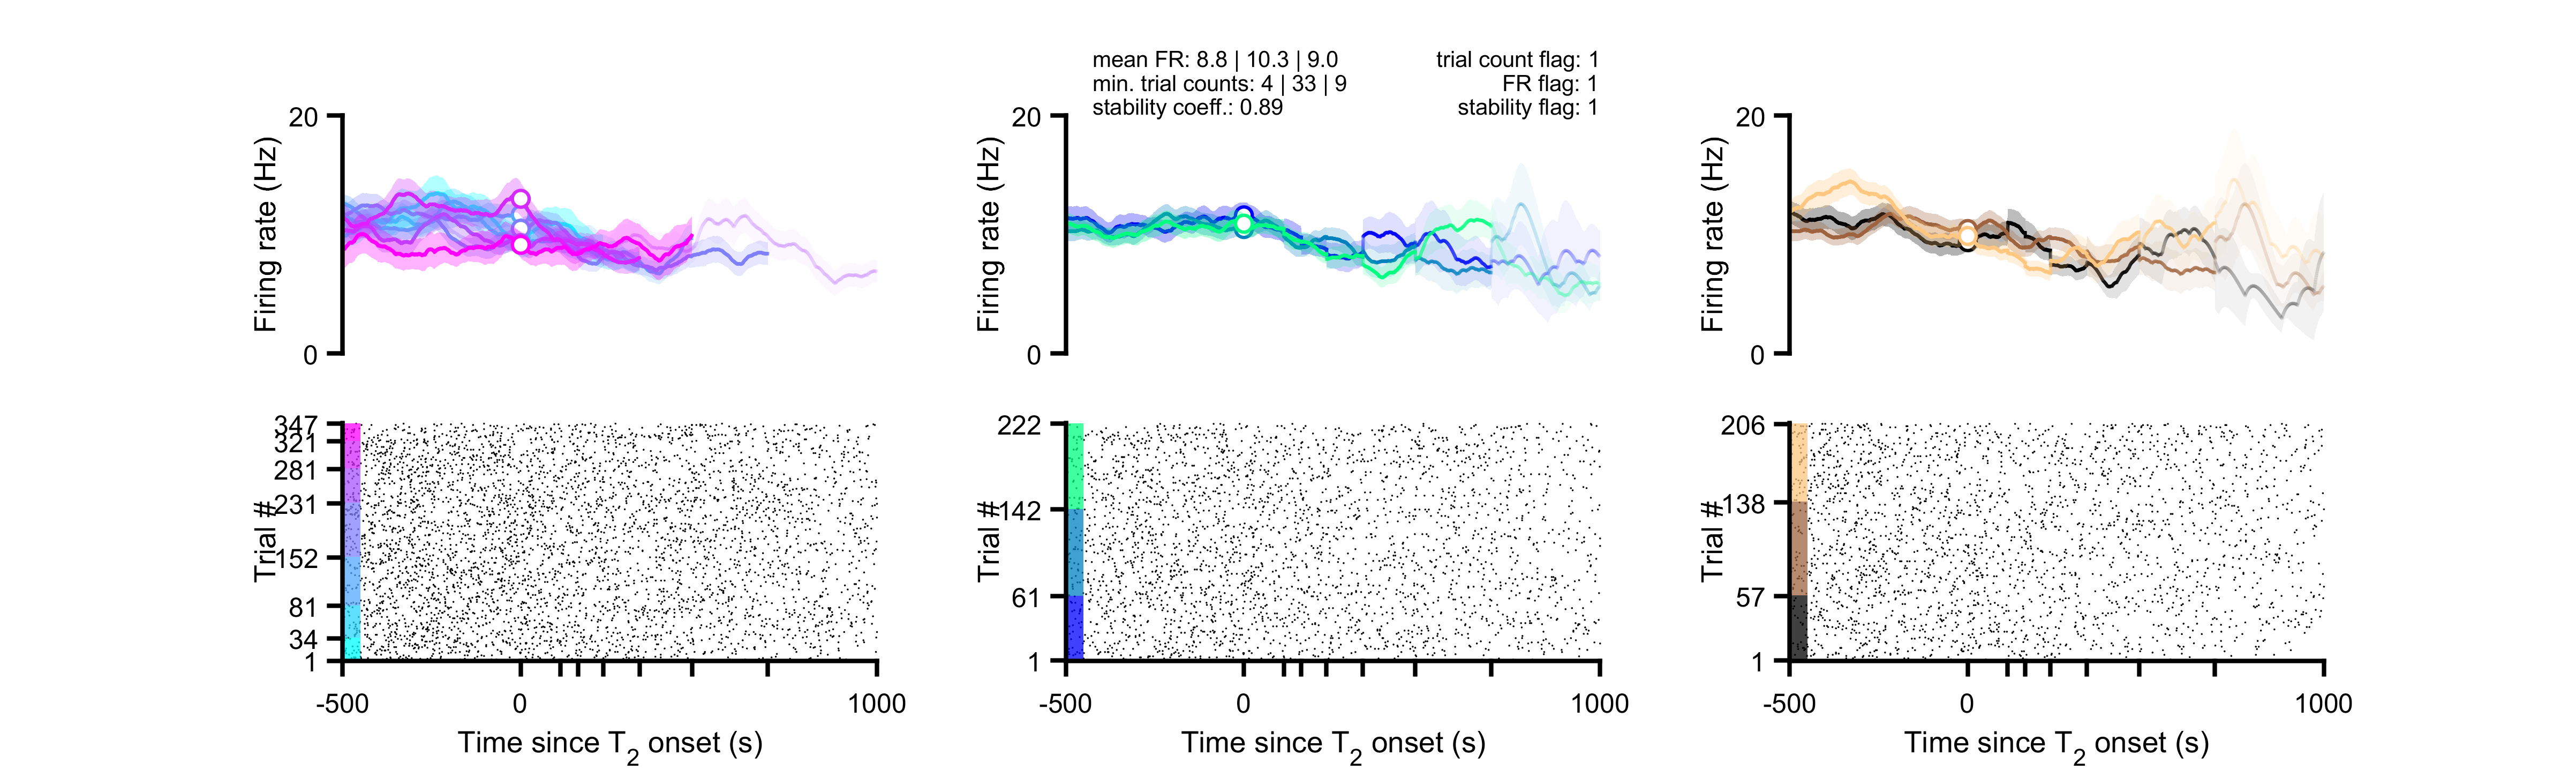 mean FR: 8.8 | 10.3 | 9.0
min. trial counts: 4 | 33 | 9
stability coeff.: 0.89
trial count flag: 1
FR flag: 1
stability flag: 1
20
Firing rate (Hz)
0
20
Firing rate (Hz)
0
20
Firing rate (Hz)
0
347
321
281
231
152
81
34
1
Trial #
-500
0
1000
Time since T2 onset (s)
222
142
61
1
Trial #
-500
0
1000
Time since T2 onset (s)
206
138
57
1
Trial #
-500
0
1000
Time since T2 onset (s)